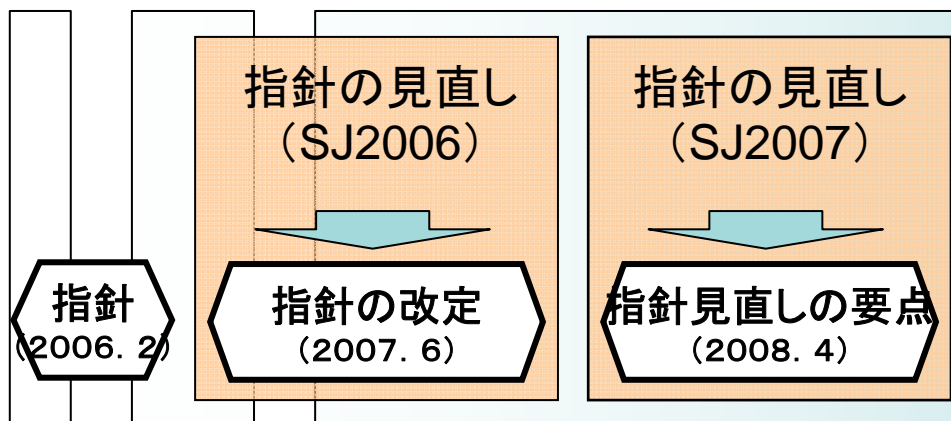 指針の見直し
（SJ2006）
指針の見直し
（SJ2007）
指針
（2006．2）
指針の改定
（2007．6）
指針見直しの要点
（2008．4）